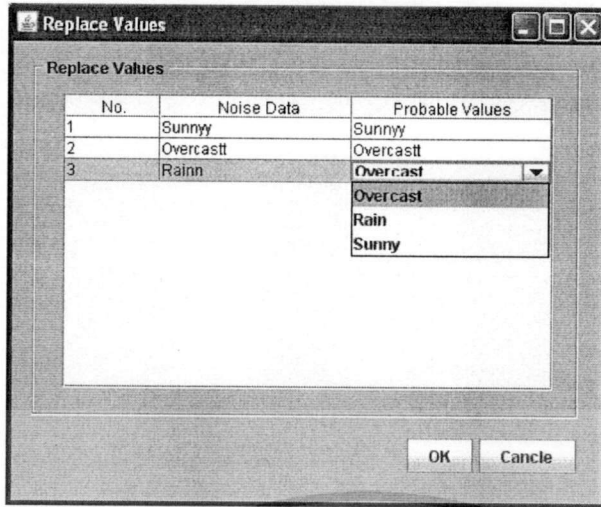 Replace Values
Replace Values
No. Noise Data Probable Values
1 Sunnyy Sunnyy
2 Overcastt Overcastt
3 Rainn Overcast
Overcast
Rain
Sunny
OK Cancle